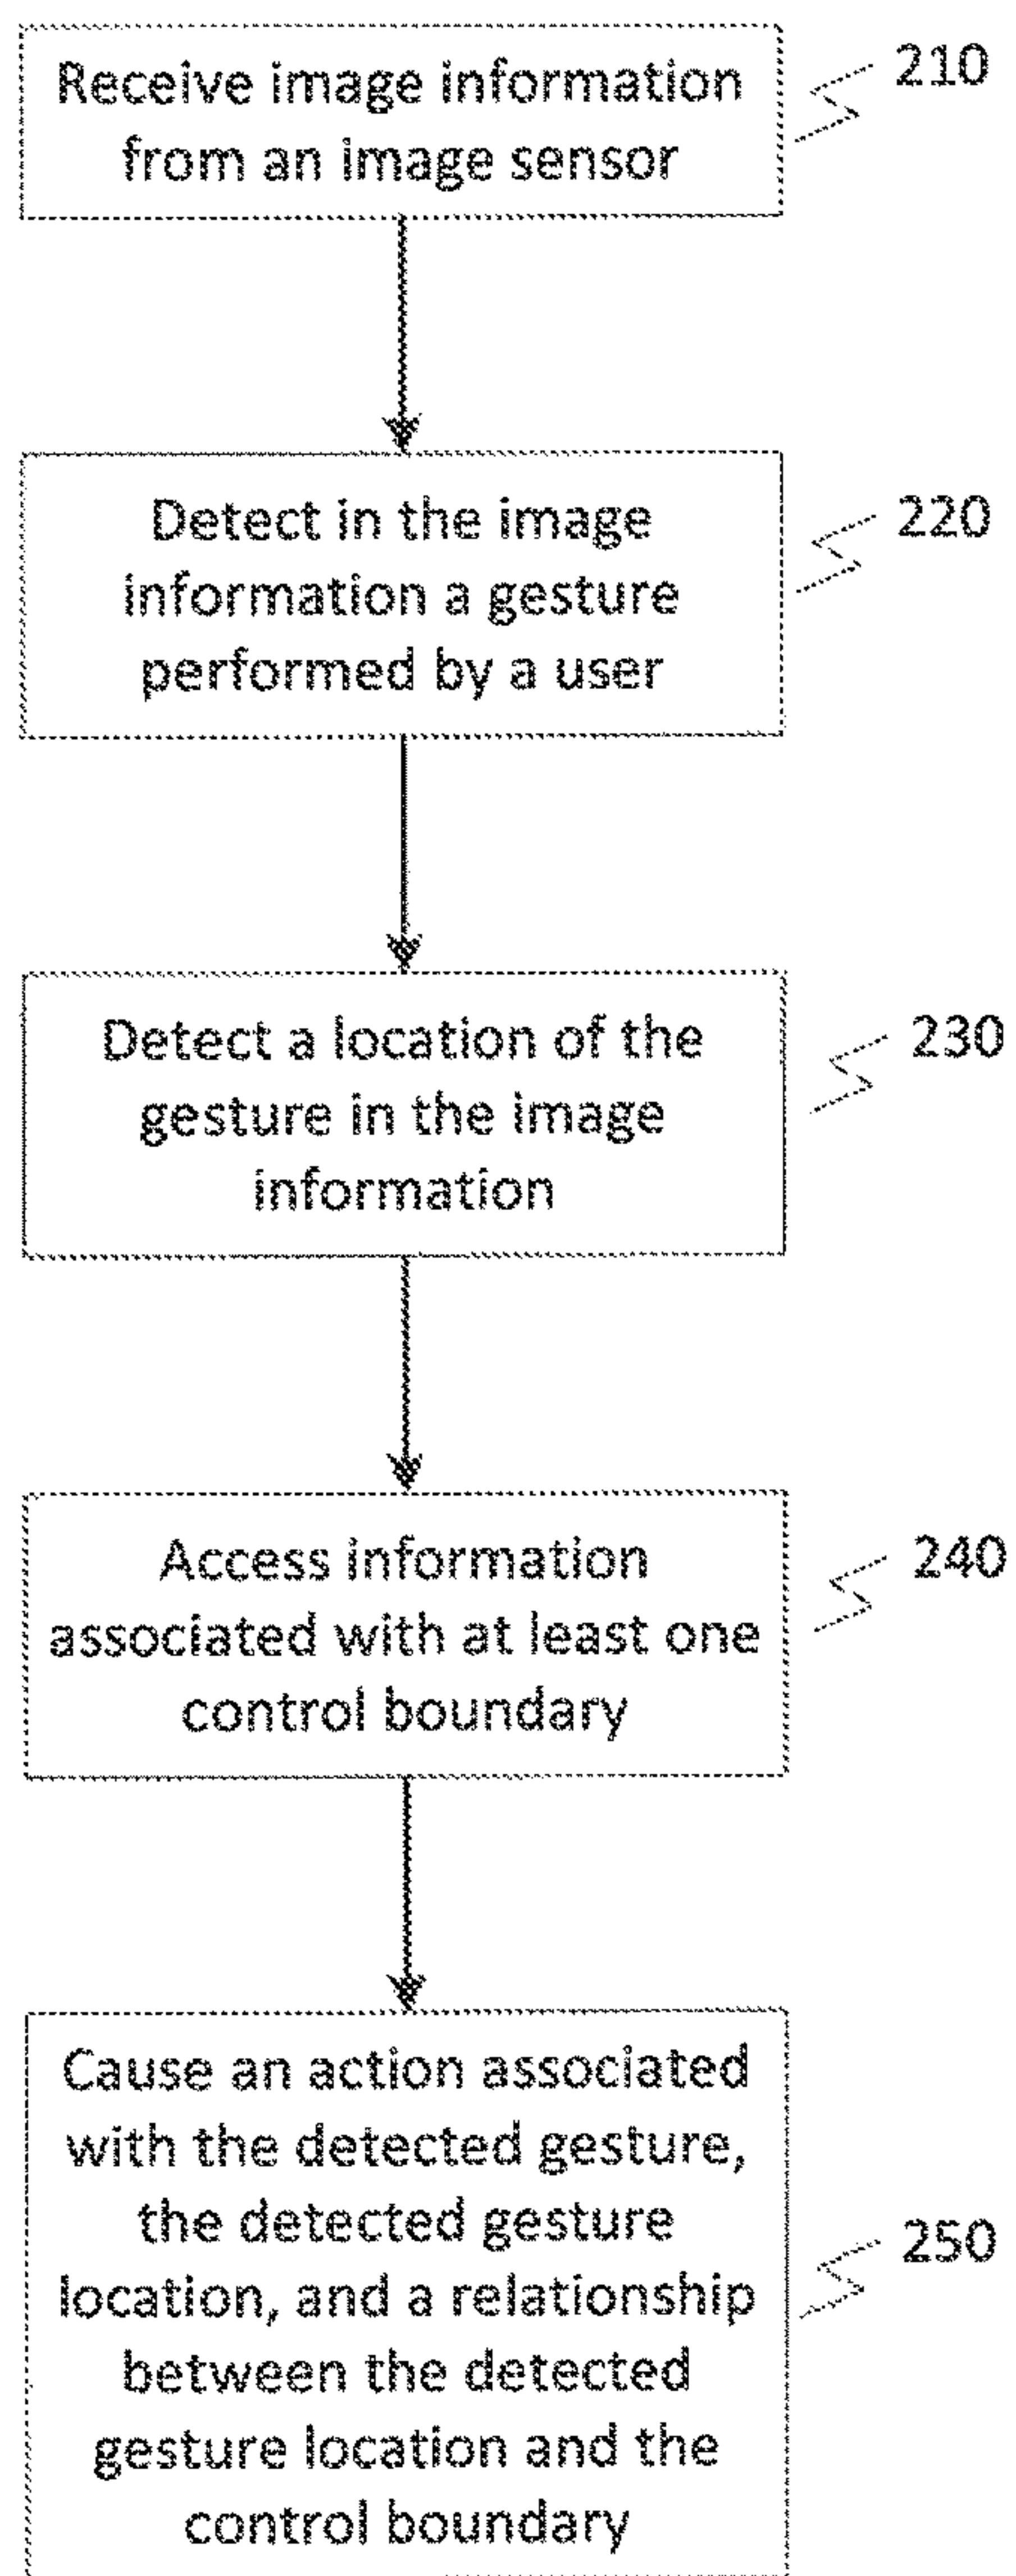 Receive image information
from an image sensor
210
Detect in the image
information a gesture
performed by a user
220
Detect a location of the
gesture in the image
information
230
Access information
associated with at least one
control boundary
240
Cause an action associated
with the detected gesture,
the detected gesture
location, and a relationship
between the detected
gesture location and the
control boundary
250